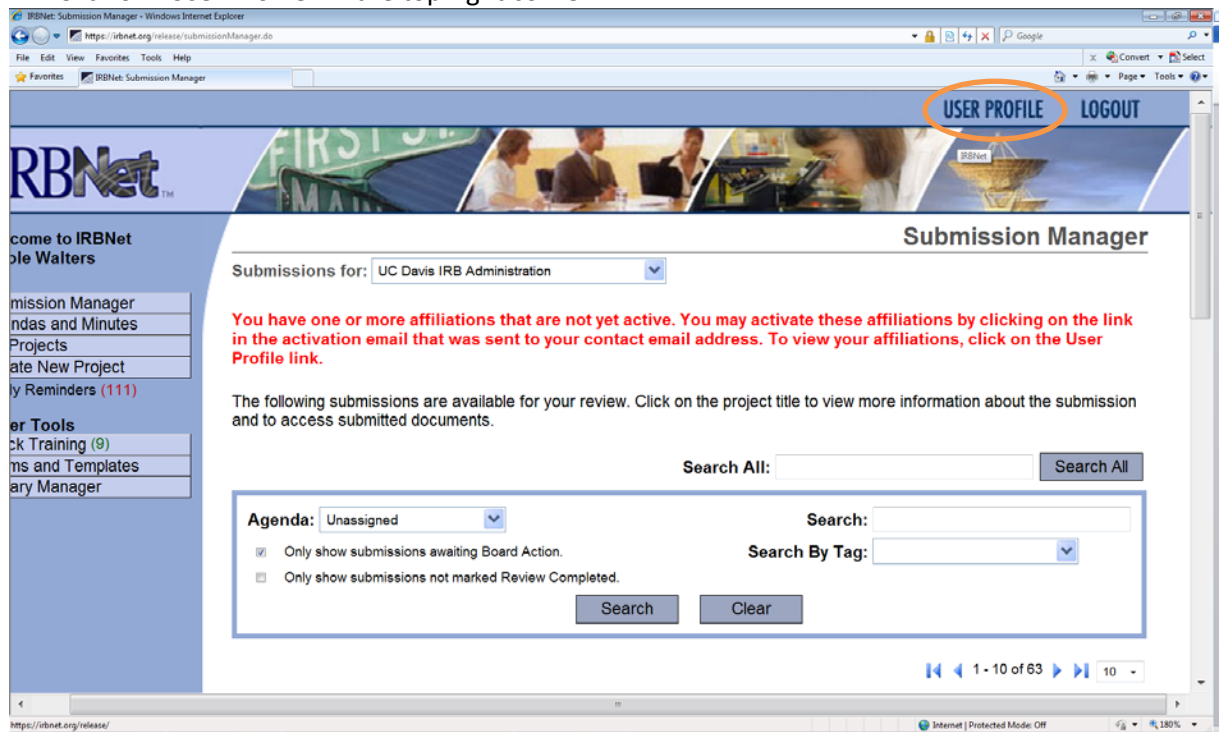 IRBNet: Submission Manager - Windows Internet Explorer
https://irbnet.org/release/submissionManager.do
Google
File Edit View Favorites Tools Help
x Convert Select
Favorites IRBNet: Submission Manager
Page Tools
USER PROFILE LOGOUT
FIRST ST.
MAIN
RBNet TM
IRBNet
come to IRBNet
ole Walters
Submission Manager
Submissions for: UC Davis IRB Administration
mission Manager
ndas and Minutes
Projects
ate New Project
ly Reminders (111)
er Tools
ck Training (9)
ms and Templates
ary Manager
You have one or more affiliations that are not yet active. You may activate these affiliations by clicking on the link
in the activation email that was sent to your contact email address. To view your affiliations, click on the User
Profile link.
The following submissions are available for your review. Click on the project title to view more information about the submission
and to access submitted documents.
Search All: Search All
Agenda: Unassigned Search:
Only show submissions awaiting Board Action. Search By Tag:
Only show submissions not marked Review Completed.
Search Clear
1 - 10 of 63 10
https://irbnet.org/release/ Internet | Protected Mode: Off 180%